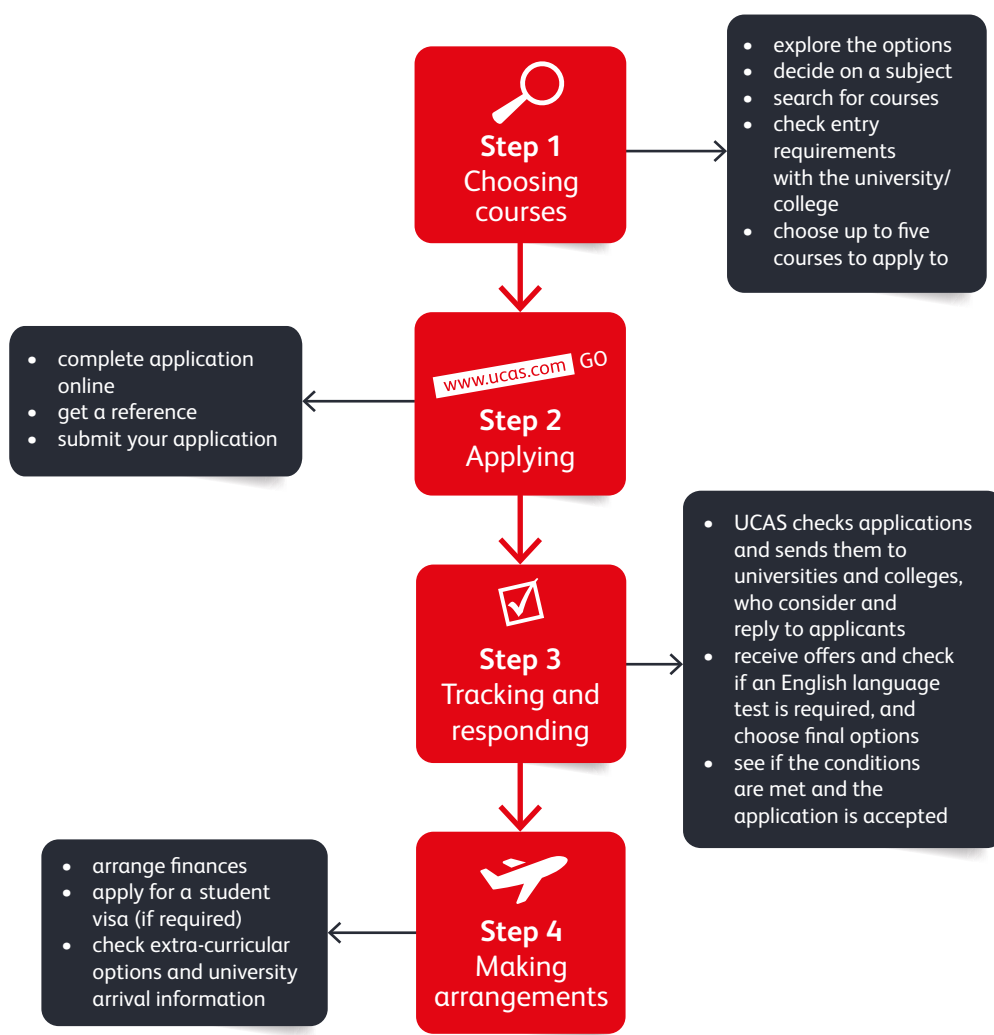 Step 1
Choosing
courses
• explore the options
• decide on a subject
• search for courses
• check entry
requirements
with the university/
college
• choose up to five
courses to apply to
www.ucas.com GO
Step 2
Applying
• complete application
online
• get a reference
• submit your application
Step 3
Tracking and
responding
• UCAS checks applications
and sends them to
universities and colleges,
who consider and
reply to applicants
• receive offers and check
if an English language
test is required, and
choose final options
• see if the conditions
are met and the
application is accepted
Step 4
Making
arrangements
• arrange finances
• apply for a student
visa (if required)
• check extra-curricular
options and university
arrival information